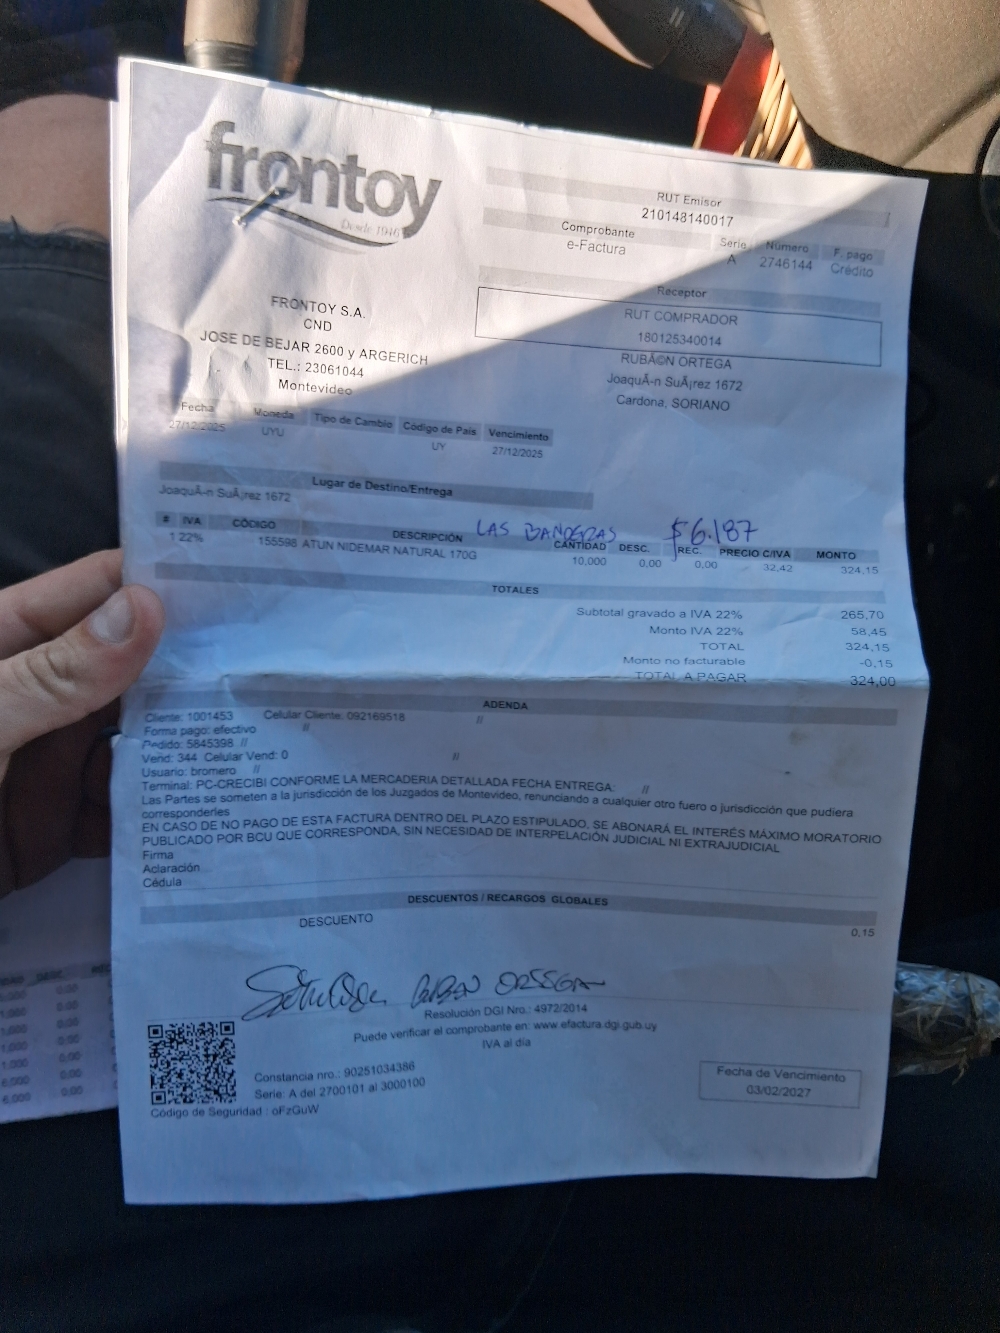 frontoy
Desde 1946
RUT Emisor
210148140017
Comprobante
e-Factura
Serie Número F. pago
A 2746144 Crédito
Receptor
RUT COMPRADOR
180125340014
RUBÃ©N ORTEGA
JoaquÃ-n SuÃ¡rez 1672
Cardona, SORIANO
FRONTOY S.A.
CND
JOSE DE BEJAR 2600 y ARGERICH
TEL.: 23061044
Montevideo
Fecha Moneda Tipo de Cambio Código de País Vencimiento
27/12/2025 UYU UY 27/12/2025
Lugar de Destino/Entrega
JoaquÃ-n SuÃ¡rez 1672
LAS BANDERAS $6.187
# IVA CÓDIGO DESCRIPCIÓN CANTIDAD DESC. REC. PRECIO C/IVA MONTO
1 22% 155598 ATUN NIDEMAR NATURAL 170G 10,000 0,00 0,00 32,42 324,15
TOTALES
Subtotal gravado a IVA 22% 265,70
Monto IVA 22% 58,45
TOTAL 324,15
Monto no facturable -0,15
TOTAL A PAGAR 324,00
ADENDA
Cliente: 1001453 Celular Cliente: 092169518 //
Forma pago: efectivo //
Pedido: 5845398 //
Vend: 344 Celular Vend: 0 //
Usuario: bromero //
Terminal: PC-CRECIBI CONFORME LA MERCADERIA DETALLADA FECHA ENTREGA: //
Las Partes se someten a la jurisdicción de los Juzgados de Montevideo, renunciando a cualquier otro fuero o jurisdicción que pudiera
corresponderles
EN CASO DE NO PAGO DE ESTA FACTURA DENTRO DEL PLAZO ESTIPULADO, SE ABONARÁ EL INTERÉS MÁXIMO MORATORIO
PUBLICADO POR BCU QUE CORRESPONDA, SIN NECESIDAD DE INTERPELACIÓN JUDICIAL NI EXTRAJUDICIAL
Firma
Aclaración
Cédula
DESCUENTOS / RECARGOS GLOBALES
DESCUENTO 0,15
Resolución DGI Nro.: 4972/2014
Puede verificar el comprobante en: www.efactura.dgi.gub.uy
IVA al día
Constancia nro.: 90251034386
Serie: A del 2700101 al 3000100
Código de Seguridad : oFzGuW
Fecha de Vencimiento
03/02/2027